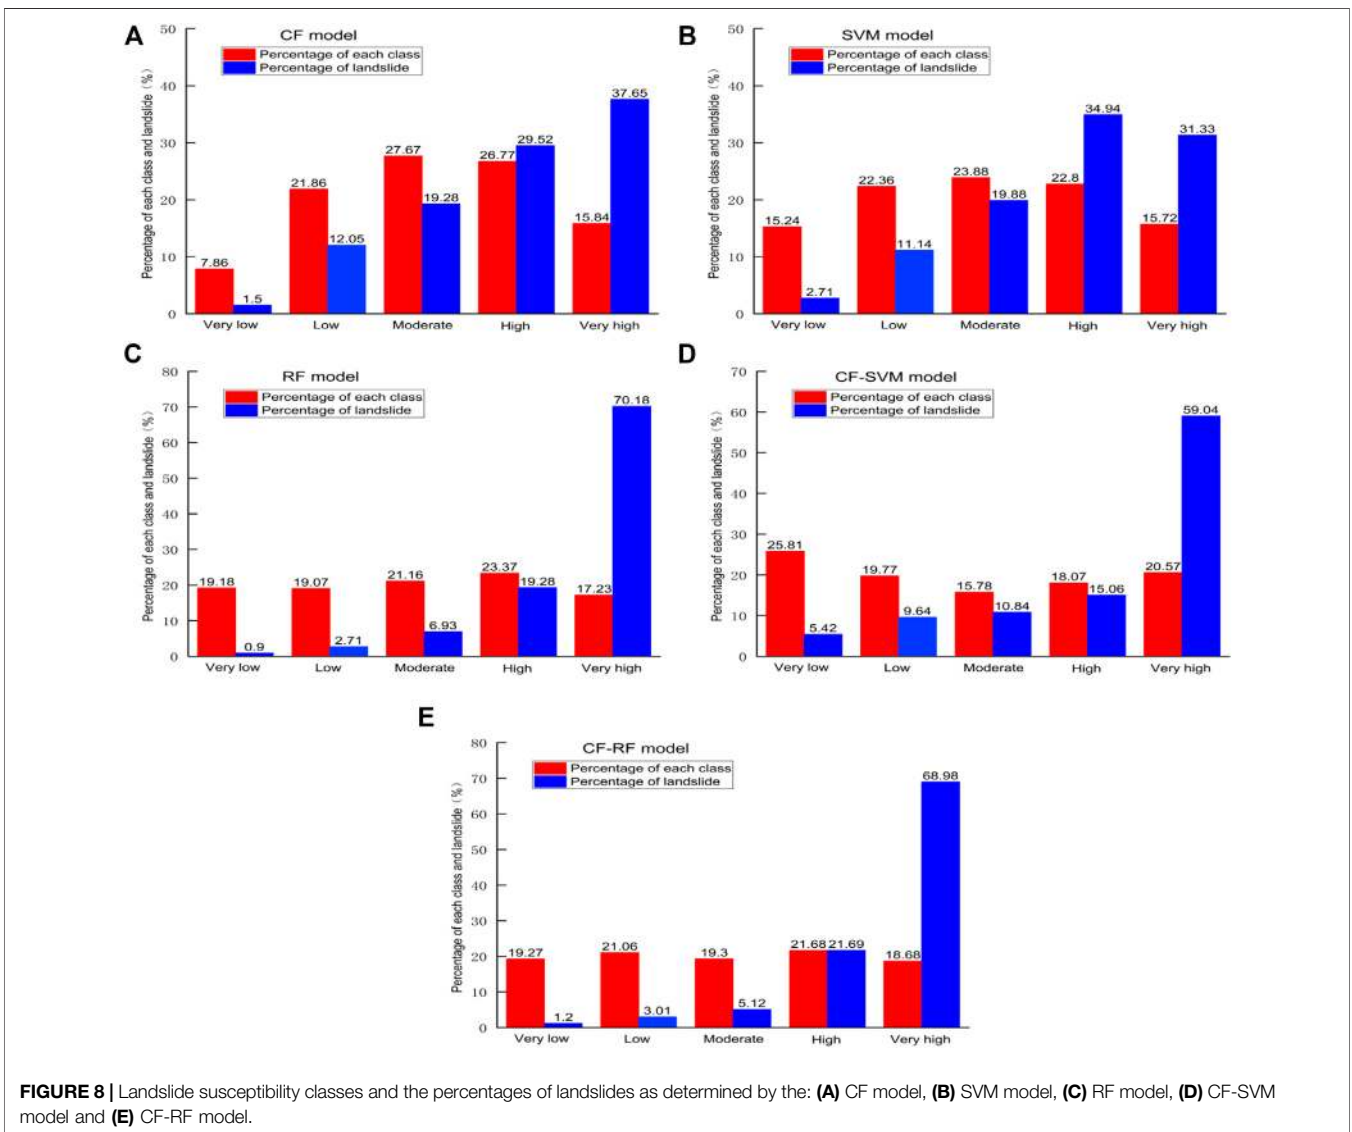 A
CF model
Percentage of each class
Percentage of landslide
Percentage of each class and landslide (%)
50
40
30
20
10
0
7.86
1.5
21.86
12.05
27.67
19.28
26.77
29.52
15.84
37.65
Very low
Low
Moderate
High
Very high
B
SVM model
Percentage of each class
Percentage of landslide
Percentage of each class and landslide (%)
50
40
30
20
10
0
15.24
2.71
22.36
11.14
23.88
19.88
22.8
34.94
15.72
31.33
Very low
Low
Moderate
High
Very high
C
RF model
Percentage of each class
Percentage of landslide
Percentage of each class and landslide (%)
80
70
60
50
40
30
20
10
0
19.18
0.9
19.07
2.71
21.16
6.93
23.37
19.28
17.23
70.18
Very low
Low
Moderate
High
Very high
D
CF-SVM model
Percentage of each class
Percentage of landslide
Percentage of each class and landslide (%)
70
60
50
40
30
20
10
0
25.81
5.42
19.77
9.64
15.78
10.84
18.07
15.06
20.57
59.04
Very low
Low
Moderate
High
Very high
E
CF-RF model
Percentage of each class
Percentage of landslide
Percentage of each class and landslide (%)
80
70
60
50
40
30
20
10
0
19.27
1.2
21.06
3.01
19.3
5.12
21.68
21.69
18.68
68.98
Very low
Low
Moderate
High
Very high
FIGURE 8 | Landslide susceptibility classes and the percentages of landslides as determined by the: (A) CF model, (B) SVM model, (C) RF model, (D) CF-SVM
model and (E) CF-RF model.